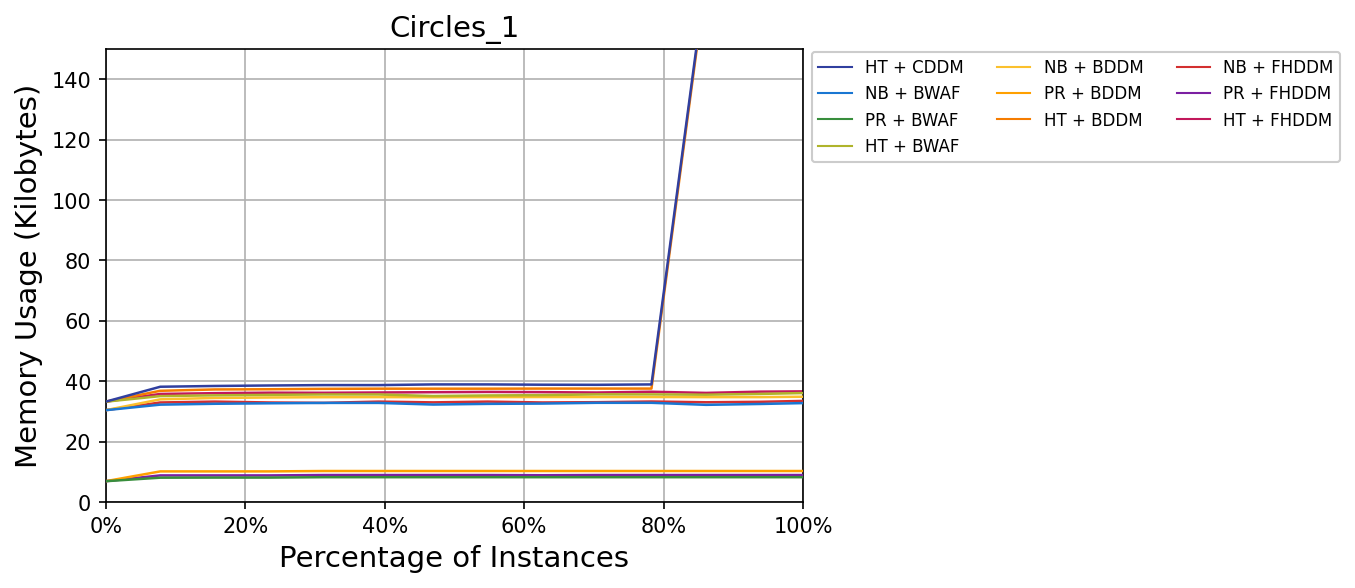 Circles_1
Memory Usage (Kilobytes)
140
120
100
80
60
40
20
0
0% 20% 40% 60% 80% 100%
Percentage of Instances
HT + CDDM NB + BDDM NB + FHDDM
NB + BWAF PR + BDDM PR + FHDDM
PR + BWAF HT + BDDM HT + FHDDM
HT + BWAF